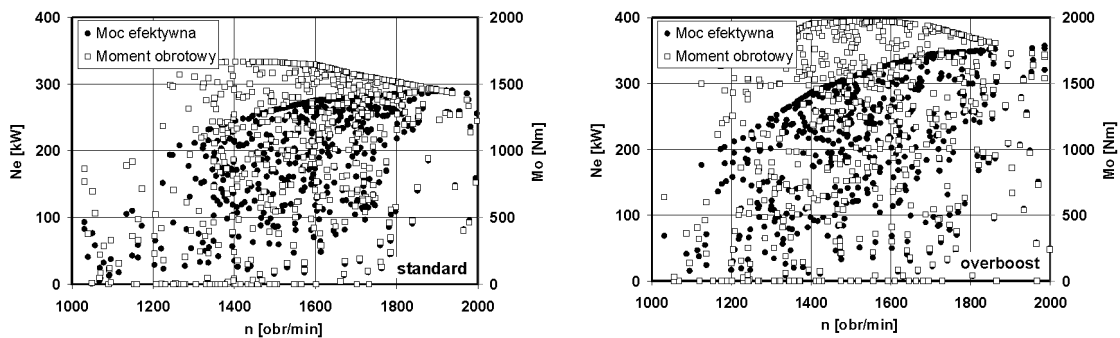 400
300
200
100
0
Ne [kW]
Moc efektywna
Moment obrotowy
standard
2000
1500
1000
500
0
Mo [Nm]
1000 1200 1400 1600 1800 2000
n [obr/min]
400
300
200
100
0
Ne [kW]
Moc efektywna
Moment obrotowy
overboost
2000
1500
1000
500
0
Mo [Nm]
1000 1200 1400 1600 1800 2000
n [obr/min]